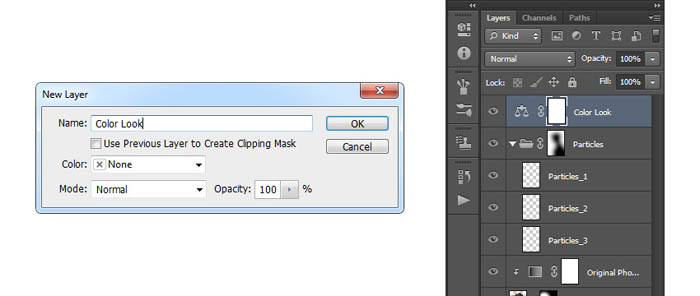 New Layer
Name: Color Look OK
Use Previous Layer to Create Clipping Mask
Cancel
Color: None
Mode: Normal Opacity: 100 %
Layers Channels Paths
Kind
Normal Opacity: 100%
Lock: Fill: 100%
Color Look
Particles
Particles_1
Particles_2
Particles_3
Original Pho...